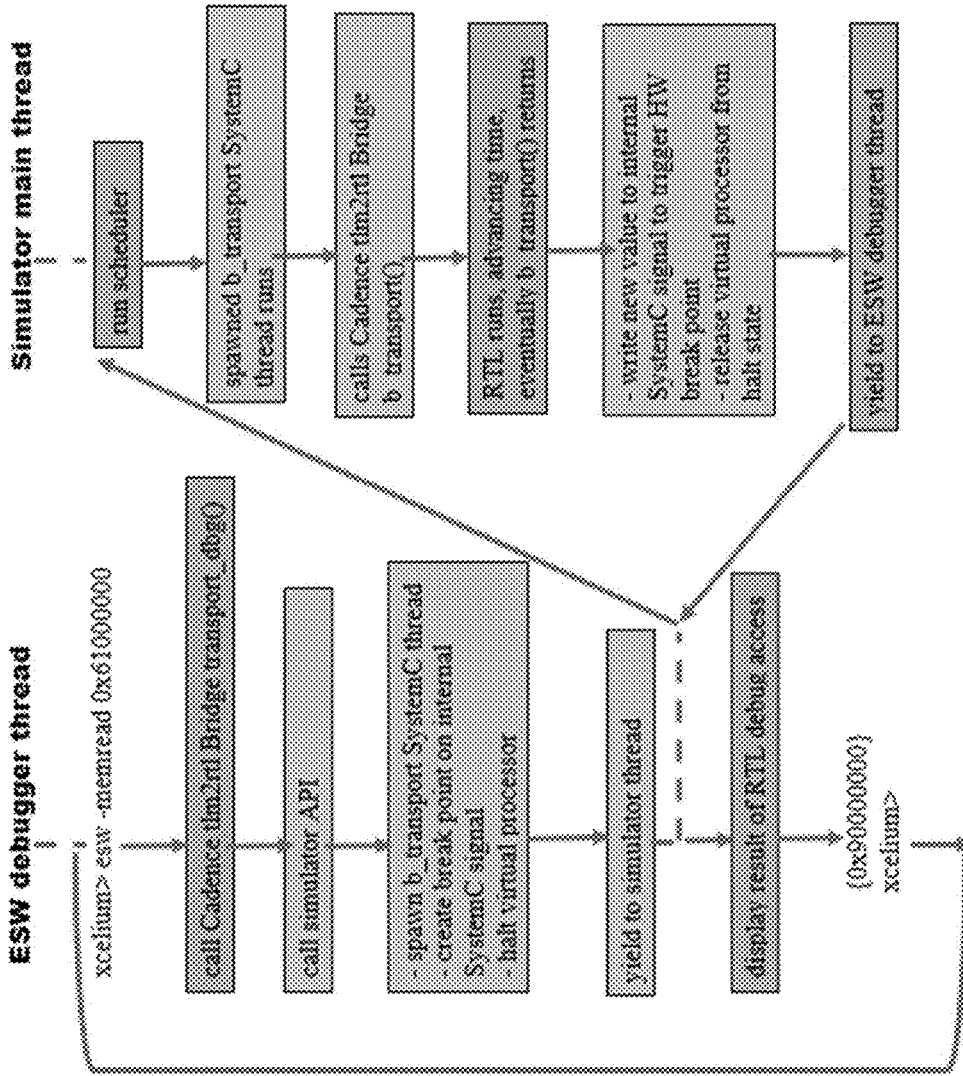 ESW debugger thread
xcelium> esw -memread 0x61000000
call Cadence tlm2rtl Bridge transport_dbg()
call simulator API
- spawn b_transport SystemC thread
- create break point on internal
SystemC signal
- halt virtual processor
yield to simulator thread
display result of RTL debug access
{0x90000000}
xcelium>
Simulator main thread
run scheduler
spawned b_transport SystemC
thread runs
calls Cadence tlm2rtl Bridge
b_transport()
RTL runs, advancing time,
eventually b_transport() returns
- write new value to internal
SystemC signal to trigger HW
break point
- release virtual processor from
halt state
yield to ESW debugger thread